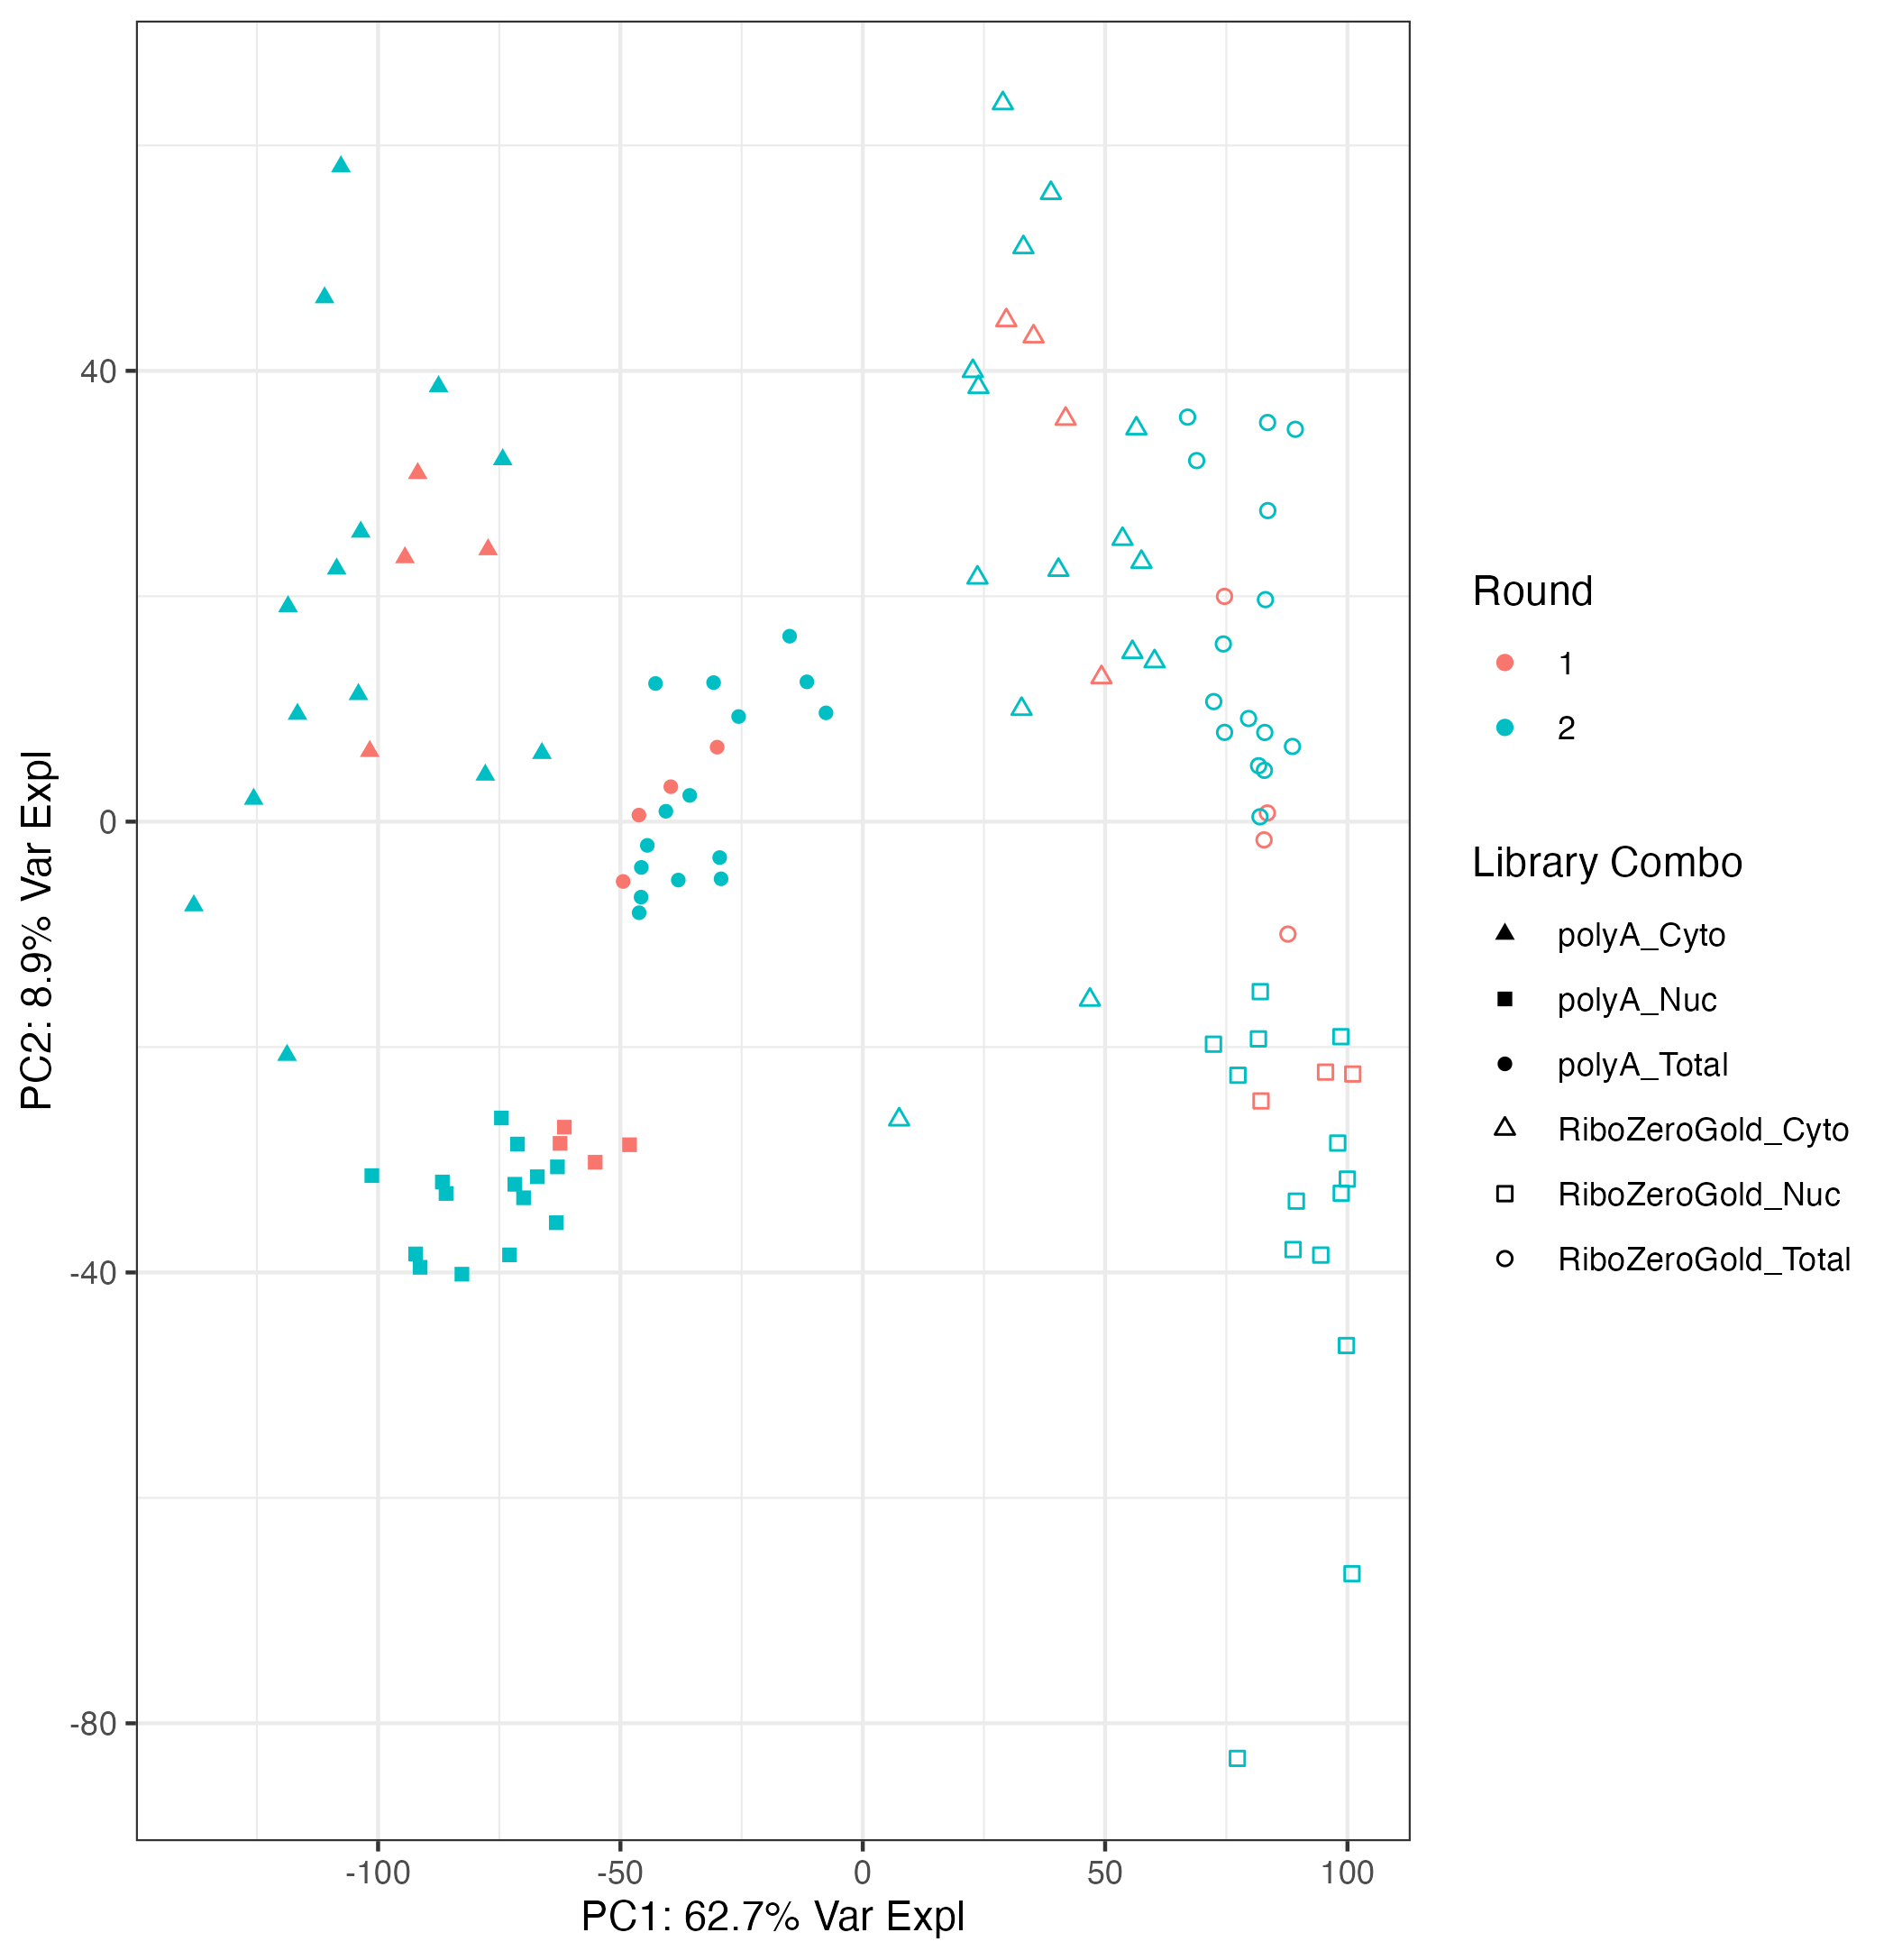 PC2: 8.9% Var Expl
40
0
-40
-80
-100
-50
0
50
100
PC1: 62.7% Var Expl
Round
1
2
Library Combo
polyA_Cyto
polyA_Nuc
polyA_Total
RiboZeroGold_Cyto
RiboZeroGold_Nuc
RiboZeroGold_Total